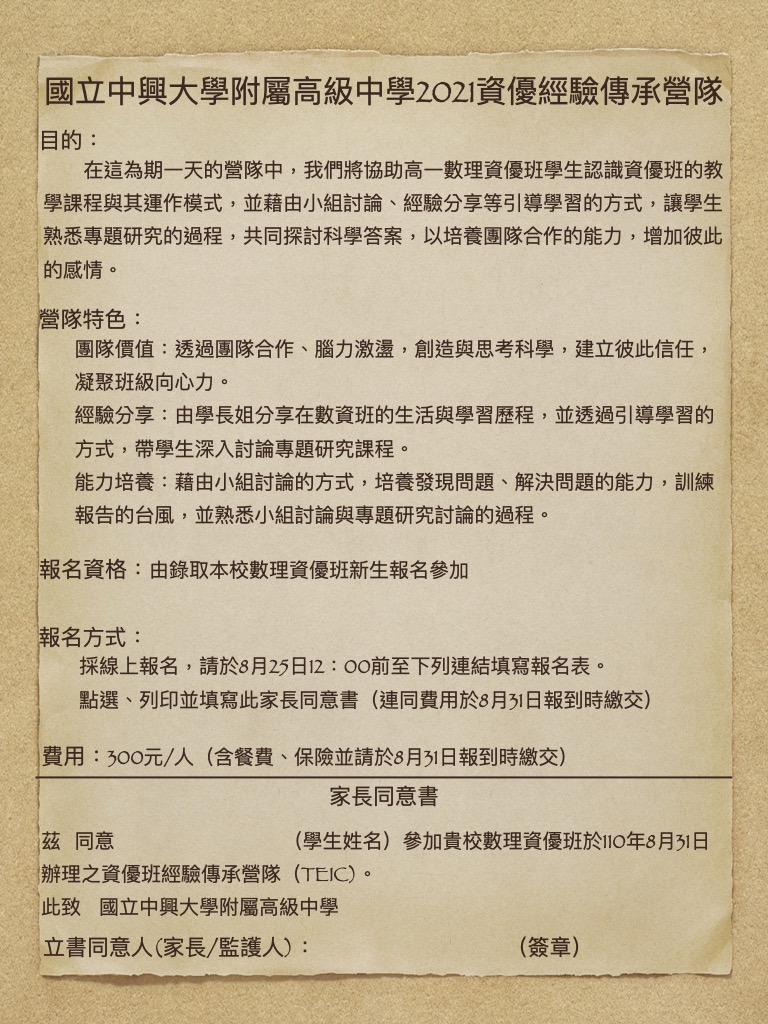 國立中興大學附屬高級中學2021資優經驗傳承營隊
目的：
在這為期一天的營隊中，我們將協助高一數理資優班學生認識資優班的教
學課程與其運作模式，並藉由小組討論、經驗分享等引導學習的方式，讓學生
熟悉專題研究的過程，共同探討科學答案，以培養團隊合作的能力，增加彼此
的感情。
營隊特色：
團隊價值：透過團隊合作、腦力激盪，創造與思考科學，建立彼此信任，
凝聚班級向心力。
經驗分享：由學長姐分享在數資班的生活與學習歷程，並透過引導學習的
方式，帶學生深入討論專題研究課程。
能力培養：藉由小組討論的方式，培養發現問題、解決問題的能力，訓練
報告的台風，並熟悉小組討論與專題研究討論的過程。
報名資格：由錄取本校數理資優班新生報名參加
報名方式：
採線上報名，請於8月25日12：00前至下列連結填寫報名表。
點選、列印並填寫此家長同意書（連同費用於8月31日報到時繳交）
費用：300元/人（含餐費、保險並請於8月31日報到時繳交）
家長同意書
茲 同意 （學生姓名）參加貴校數理資優班於110年8月31日
辦理之資優班經驗傳承營隊（TEIC）。
此致 國立中興大學附屬高級中學
立書同意人(家長/監護人)： （簽章）